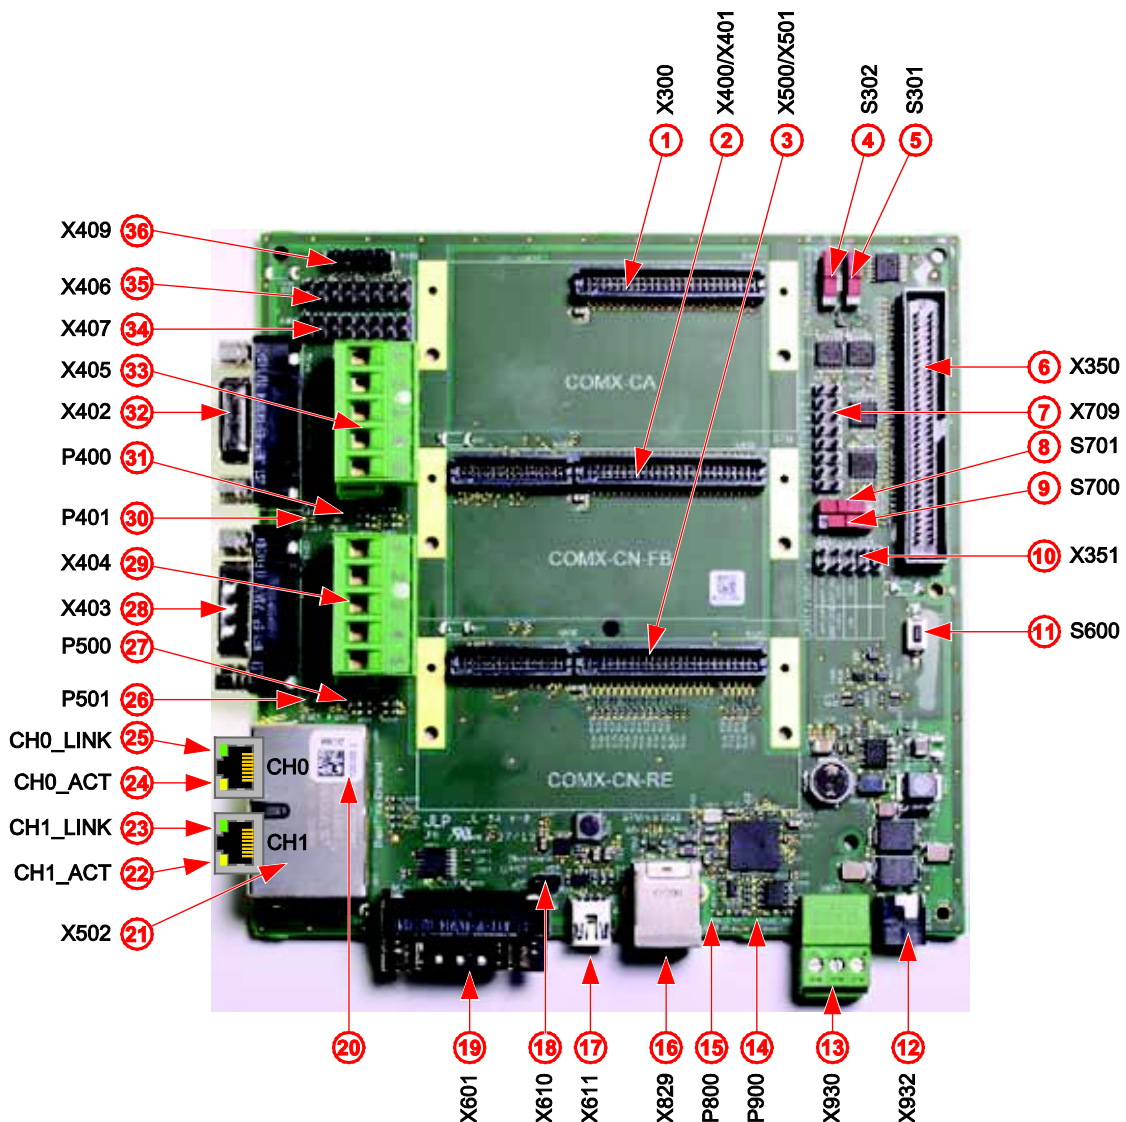 X300
X400/X401
X500/X501
S302
S301
1
2
3
4
5
X409 36
X406 35
X407 34
X405 33
X402 32
P400 31
P401 30
X404 29
X403 28
P500 27
P501 26
CH0_LINK 25
CH0_ACT 24
CH1_LINK 23
CH1_ACT 22
X502 21
CH0
CH1
COMX-CA
COMX-CN-FB
COMX-CN-RE
JLP
6 X350
7 X709
8 S701
9 S700
10 X351
11 S600
20
19
18
17
16
15
14
13
12
X601
X610
X611
X829
P800
P900
X930
X932